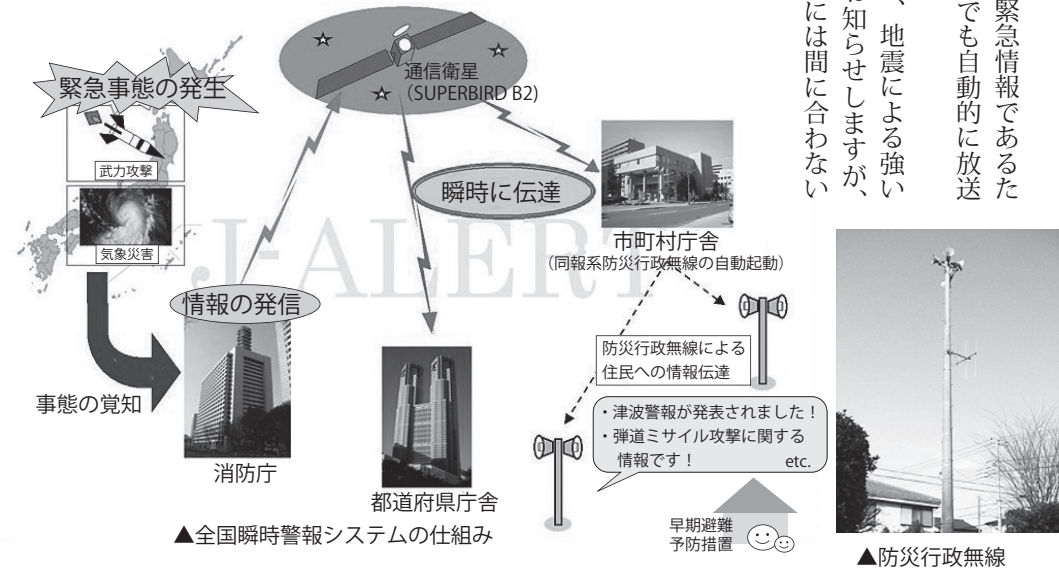 緊急情報であるた
でも自動的に放送
、地震による強い
知らせしますが、
には間に合わない
緊急事態の発生
武力攻撃
気象災害
事態の覚知
情報の発信
消防庁
通信衛星
（SUPERBIRD B2)
瞬時に伝達
J-ALERT
都道府県庁舎
市町村庁舎
（同報系防災行政無線の自動起動）
防災行政無線による
住民への情報伝達
・津波警報が発表されました！
・弾道ミサイル攻撃に関する
情報です！ etc.
早期避難
予防措置
▲全国瞬時警報システムの仕組み
▲防災行政無線